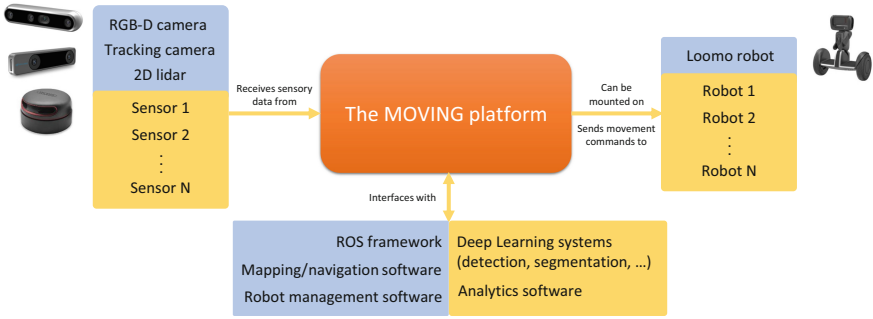 RGB-D camera
Tracking camera
2D lidar
Sensor 1
Sensor 2
Sensor N
Receives sensory
data from
The MOVING platform
Can be
mounted on
Sends movement
commands to
Loomo robot
Robot 1
Robot 2
Robot N
Interfaces with
ROS framework
Mapping/navigation software
Robot management software
Deep Learning systems
(detection, segmentation, ...)
Analytics software